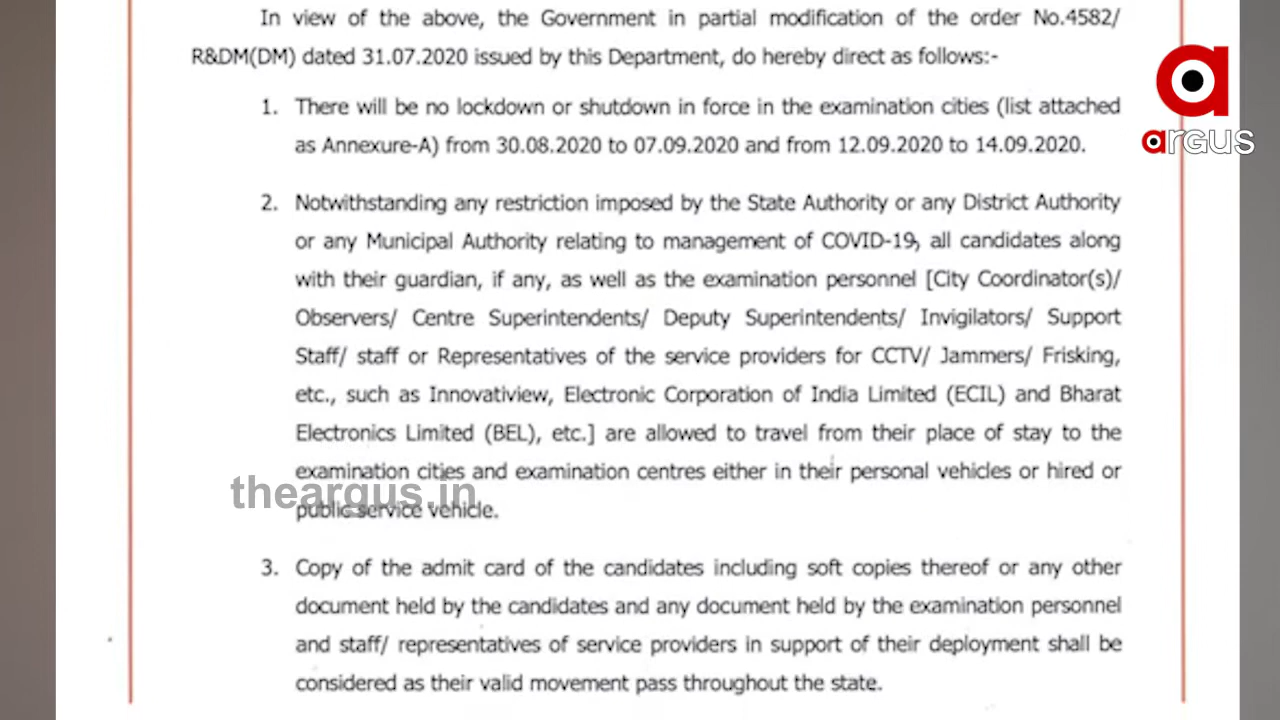 In view of the above, the Government in partial modification of the order No.4582/
R&DM(DM) dated 31.07.2020 issued by this Department, do hereby direct as follows:-
1. There will be no lockdown or shutdown in force in the examination cities (list attached
as Annexure-A) from 30.08.2020 to 07.09.2020 and from 12.09.2020 to 14.09.2020.
2. Notwithstanding any restriction imposed by the State Authority or any District Authority
or any Municipal Authority relating to management of COVID-19, all candidates along
with their guardian, if any, as well as the examination personnel [City Coordinator(s)/
Observers/ Centre Superintendents/ Deputy Superintendents/ Invigilators/ Support
Staff/ staff or Representatives of the service providers for CCTV/ Jammers/ Frisking,
etc., such as Innovatiview, Electronic Corporation of India Limited (ECIL) and Bharat
Electronics Limited (BEL), etc.] are allowed to travel from their place of stay to the
examination cities and examination centres either in their personal vehicles or hired or
public service vehicle.
3. Copy of the admit card of the candidates including soft copies thereof or any other
document held by the candidates and any document held by the examination personnel
and staff/ representatives of service providers in support of their deployment shall be
considered as their valid movement pass throughout the state.
a
argus
theargus.in